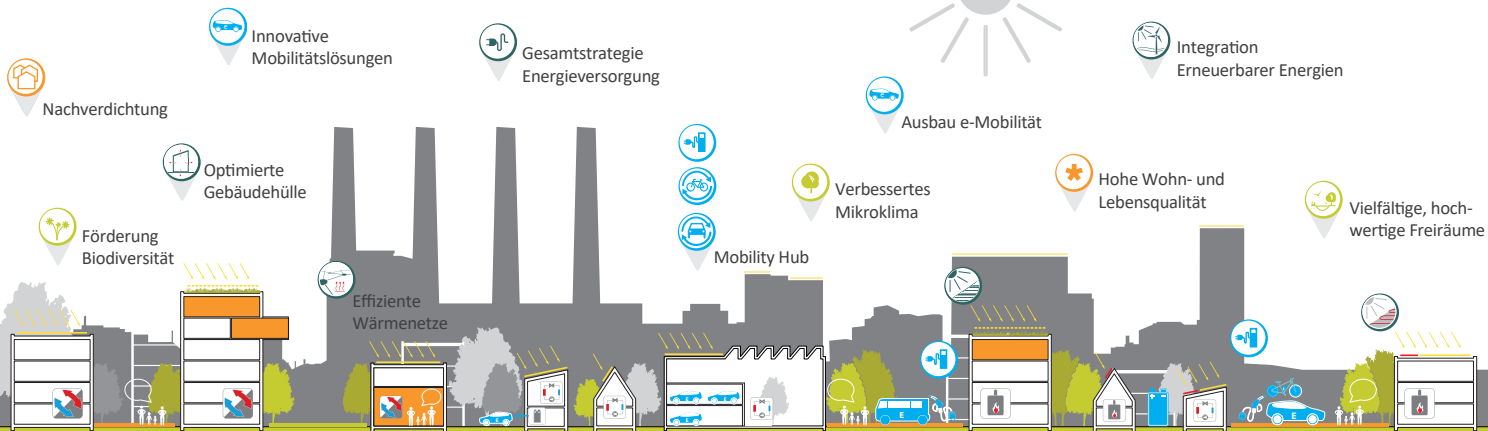 Innovative
Mobilitätslösungen
Gesamtstrategie
Energieversorgung
Integration
Erneuerbarer Energien
Nachverdichtung
Ausbau e-Mobilität
Optimierte
Gebäudehülle
Verbessertes
Mikroklima
Hohe Wohn- und
Lebensqualität
Vielfältige, hoch-
wertige Freiräume
Förderung
Biodiversität
Mobility Hub
Effiziente
Wärmenetze
E
E
E